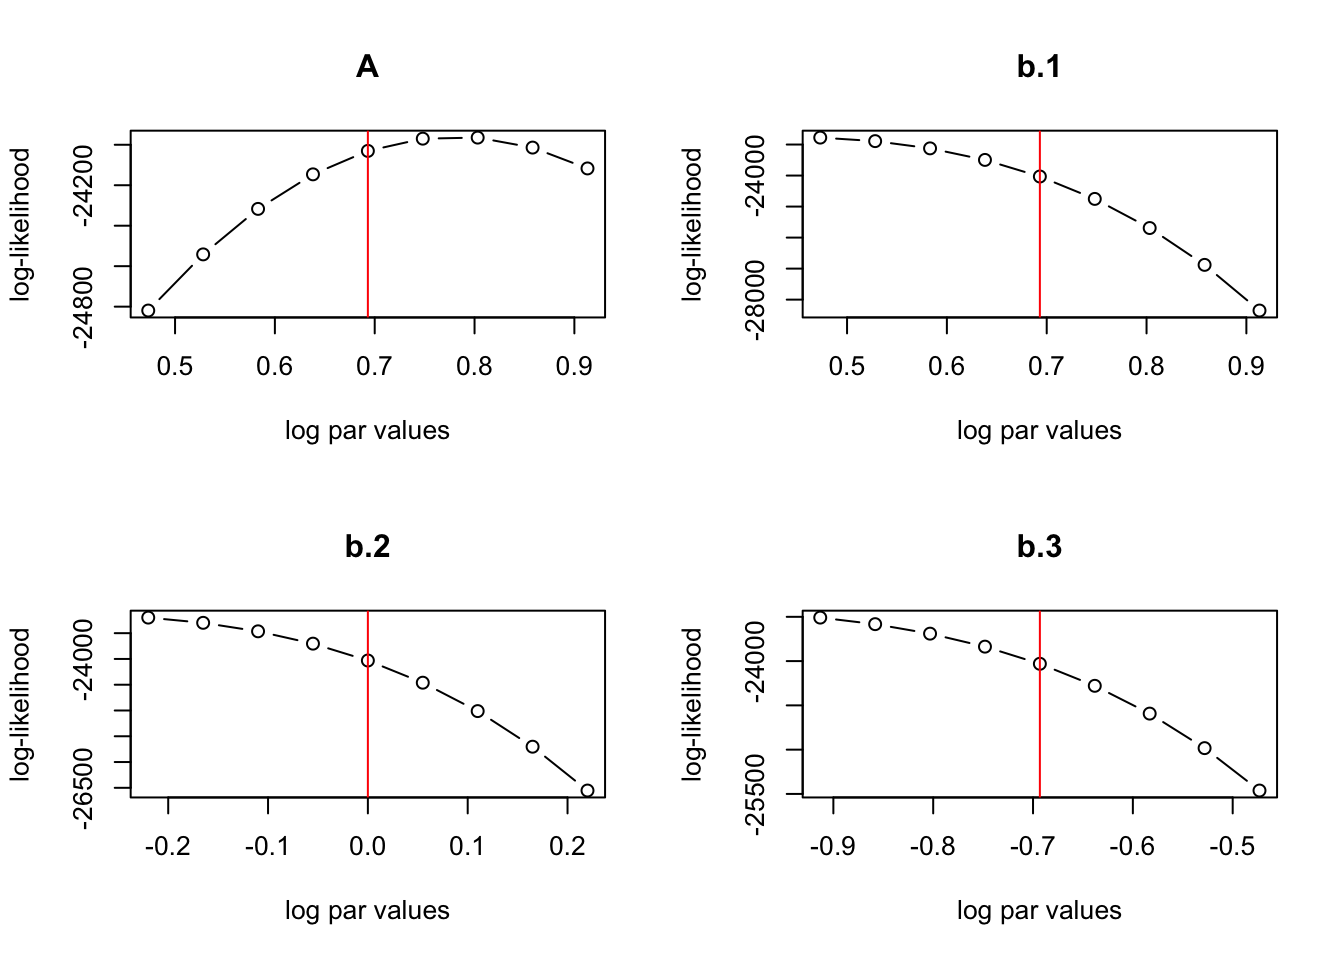 A
log-likelihood
-24200
-24800
0.5 0.6 0.7 0.8 0.9
log par values
b.1
log-likelihood
-24000
-28000
0.5 0.6 0.7 0.8 0.9
log par values
b.2
log-likelihood
-24000
-26500
-0.2 -0.1 0.0 0.1 0.2
log par values
b.3
log-likelihood
-24000
-25500
-0.9 -0.8 -0.7 -0.6 -0.5
log par values